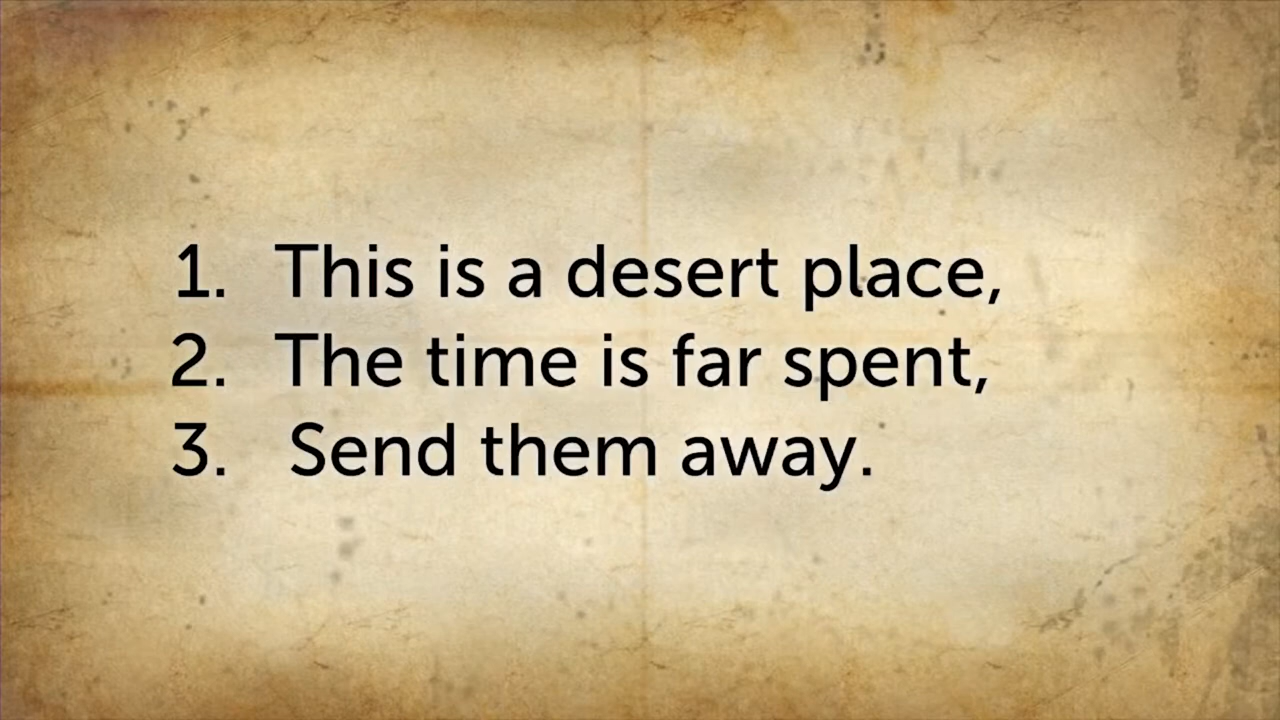 1. This is a desert place,
2. The time is far spent,
3. Send them away.